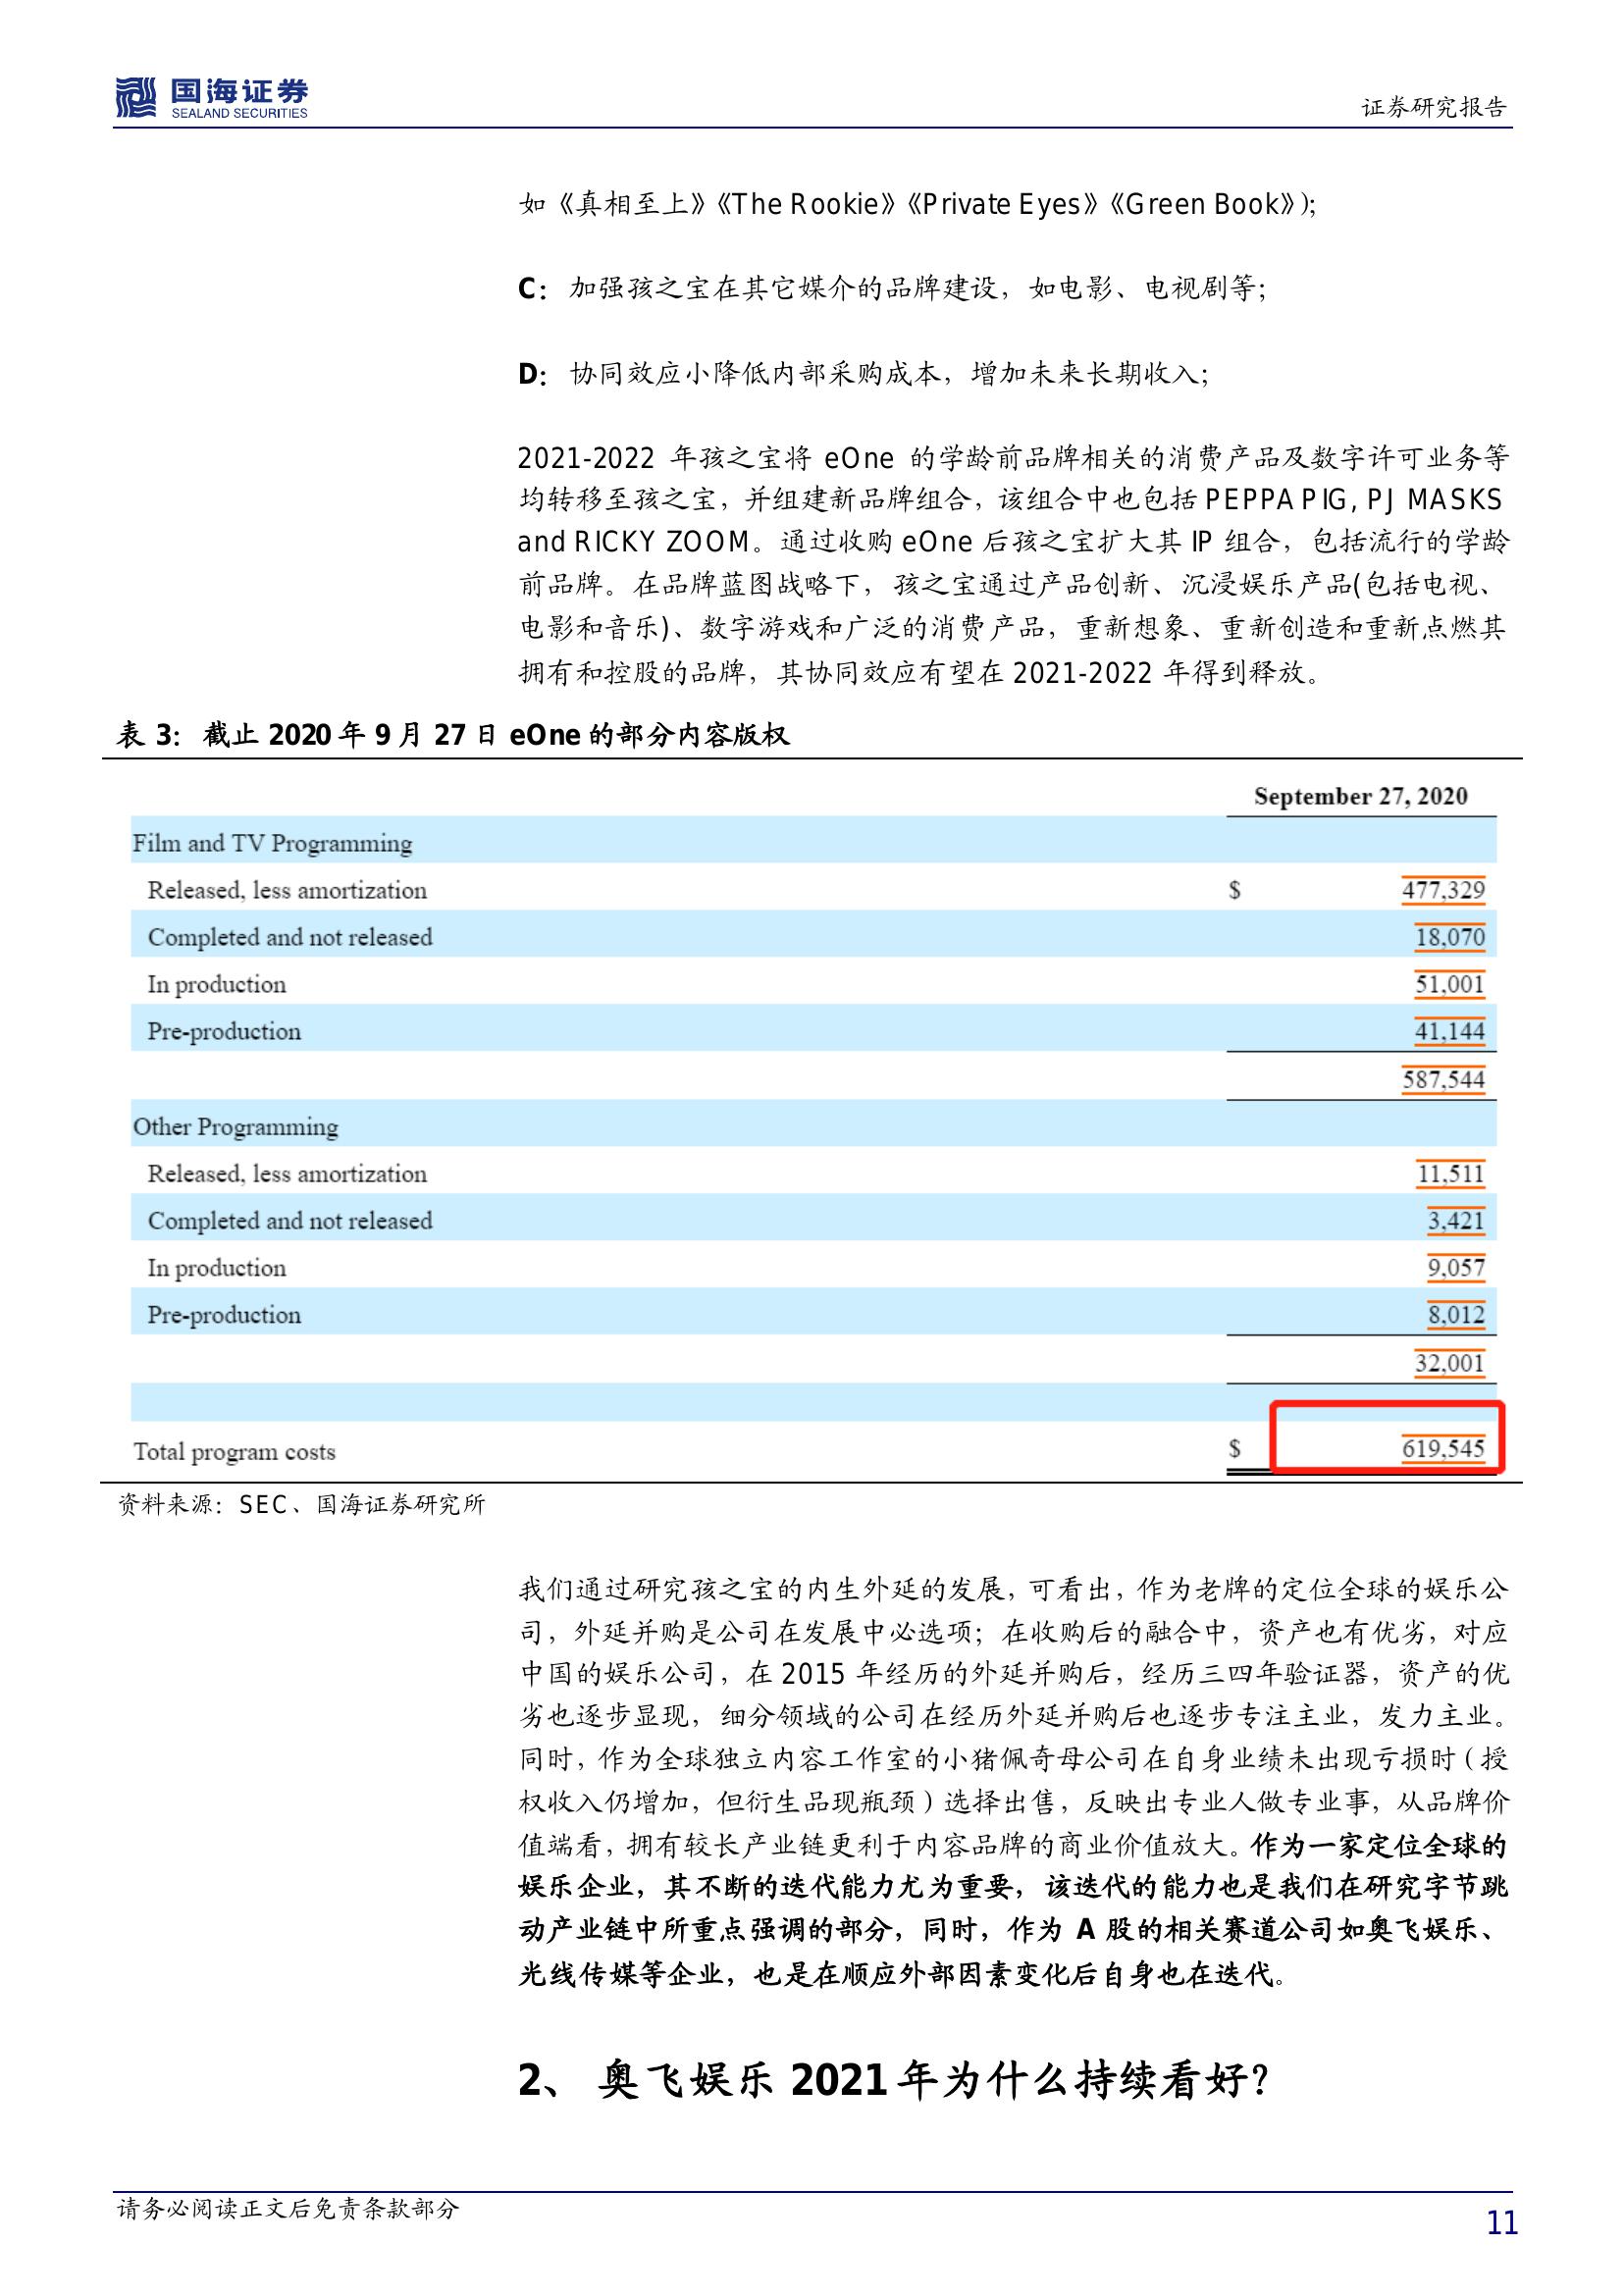 国海证券
SEALAND SECURITIES
证券研究报告
如《真相至上》《The Rookie》《Private Eyes》《Green Book》);
C：加强孩之宝在其它媒介的品牌建设，如电影、电视剧等；
D：协同效应小降低内部采购成本，增加未来长期收入；
2021-2022 年孩之宝将 eOne 的学龄前品牌相关的消费产品及数字许可业务等
均转移至孩之宝，并组建新品牌组合，该组合中也包括 PEPPA PIG, PJ MASKS
and RICKY ZOOM。通过收购 eOne 后孩之宝扩大其 IP 组合，包括流行的学龄
前品牌。在品牌蓝图战略下，孩之宝通过产品创新、沉浸娱乐产品(包括电视、
电影和音乐)、数字游戏和广泛的消费产品，重新想象、重新创造和重新点燃其
拥有和控股的品牌，其协同效应有望在 2021-2022 年得到释放。
表 3：截止 2020 年 9 月 27 日 eOne 的部分内容版权
September 27, 2020
Film and TV Programming
Released, less amortization $ 477,329
Completed and not released 18,070
In production 51,001
Pre-production 41,144
587,544
Other Programming
Released, less amortization 11,511
Completed and not released 3,421
In production 9,057
Pre-production 8,012
32,001
Total program costs $ 619,545
资料来源：SEC、国海证券研究所
我们通过研究孩之宝的内生外延的发展，可看出，作为老牌的定位全球的娱乐公
司，外延并购是公司在发展中必选项；在收购后的融合中，资产也有优劣，对应
中国的娱乐公司，在 2015 年经历的外延并购后，经历三四年验证器，资产的优
劣也逐步显现，细分领域的公司在经历外延并购后也逐步专注主业，发力主业。
同时，作为全球独立内容工作室的小猪佩奇母公司在自身业绩未出现亏损时（授
权收入仍增加，但衍生品现瓶颈）选择出售，反映出专业人做专业事，从品牌价
值端看，拥有较长产业链更利于内容品牌的商业价值放大。作为一家定位全球的
娱乐企业，其不断的迭代能力尤为重要，该迭代的能力也是我们在研究字节跳
动产业链中所重点强调的部分，同时，作为 A 股的相关赛道公司如奥飞娱乐、
光线传媒等企业，也是在顺应外部因素变化后自身也在迭代。
2、 奥飞娱乐 2021 年为什么持续看好？
请务必阅读正文后免责条款部分
11